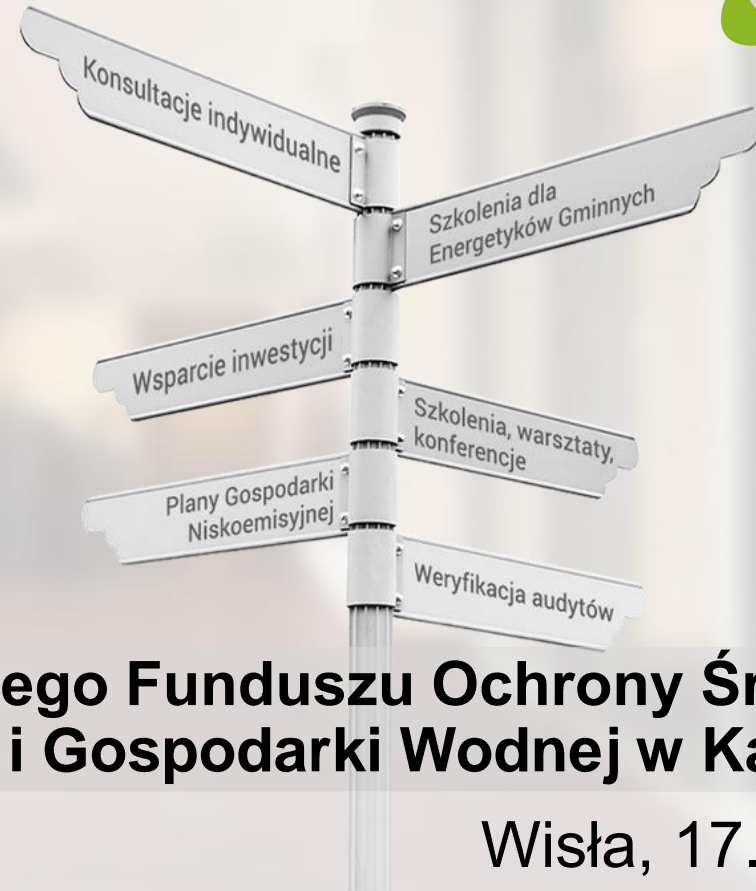 Konsultacje indywidualne
Szkolenia dla
Energetyków Gminnych
Wsparcie inwestycji
Szkolenia, warsztaty,
konferencje
Plany Gospodarki
Niskoemisyjnej
Weryfikacja audytów
ego Funduszu Ochrony Śr
i Gospodarki Wodnej w Ka
Wisła, 17.